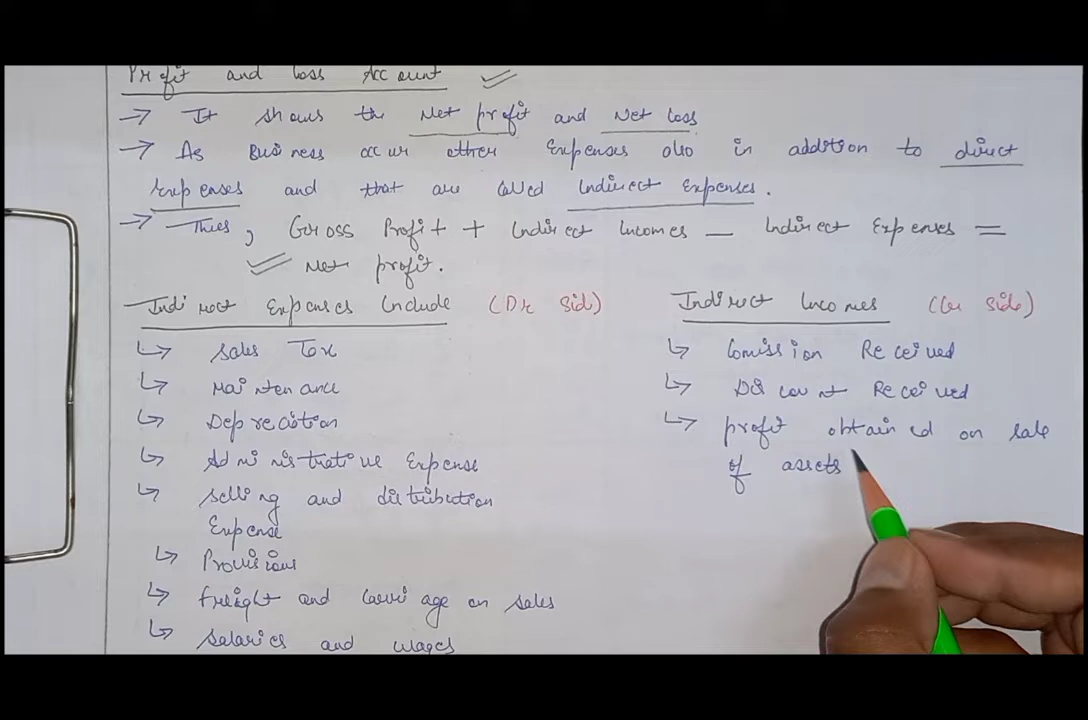 Profit and loss Account
→ It shows the Net profit and Net loss
→ As Business occur other Expenses also in addition to direct
Expenses and that are called Indirect Expenses.
→ Thus, Gross Profit + Indirect Incomes — Indirect Expenses =
Net profit.
Indirect Expenses Include (Dr side)
↳ Sales Tax
↳ Maintenance
↳ Depreciation
↳ Administrative Expense
↳ Selling and distribution
Expense
↳ Provisions
↳ freight and carriage on sales
↳ Salaries and wages
Indirect Incomes (Cr side)
↳ Comission Received
↳ Discount Received
↳ profit obtained on sale
of assets